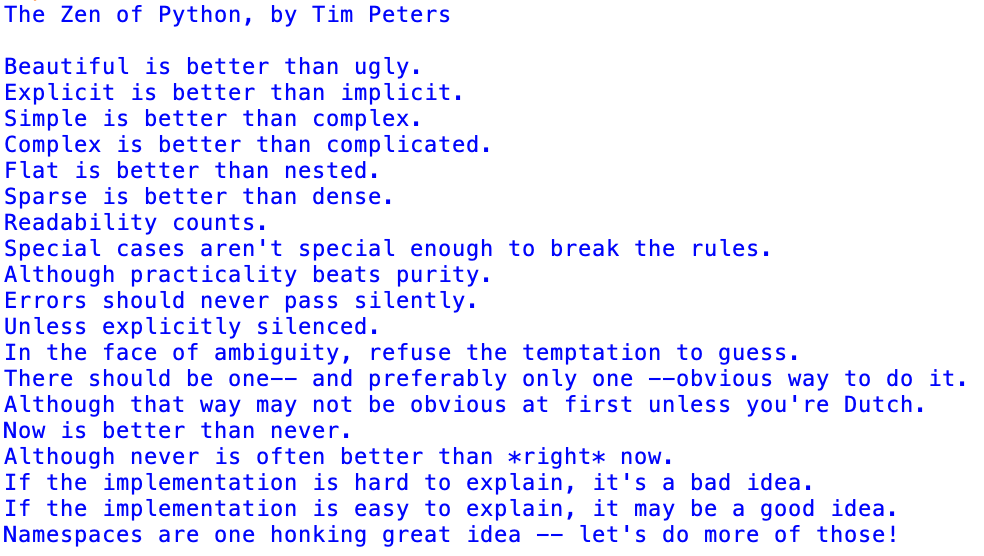 The Zen of Python, by Tim Peters

Beautiful is better than ugly.
Explicit is better than implicit.
Simple is better than complex.
Complex is better than complicated.
Flat is better than nested.
Sparse is better than dense.
Readability counts.
Special cases aren't special enough to break the rules.
Although practicality beats purity.
Errors should never pass silently.
Unless explicitly silenced.
In the face of ambiguity, refuse the temptation to guess.
There should be one-- and preferably only one --obvious way to do it.
Although that way may not be obvious at first unless you're Dutch.
Now is better than never.
Although never is often better than *right* now.
If the implementation is hard to explain, it's a bad idea.
If the implementation is easy to explain, it may be a good idea.
Namespaces are one honking great idea -- let's do more of those!